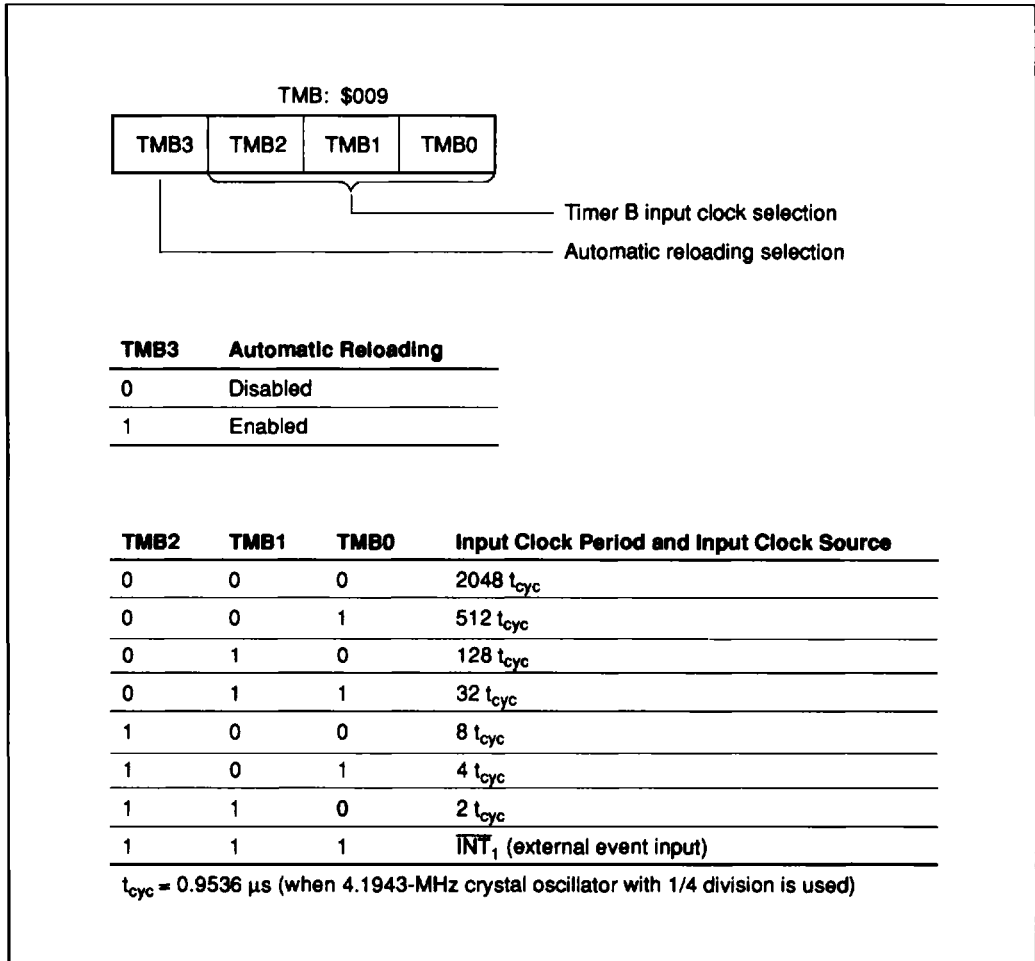 TMB: $009
TMB3 TMB2 TMB1 TMB0
Timer B input clock selection
Automatic reloading selection
TMB3 Automatic Reloading
0 Disabled
1 Enabled
TMB2 TMB1 TMB0 Input Clock Period and Input Clock Source
0 0 0 2048 tcyc
0 0 1 512 tcyc
0 1 0 128 tcyc
0 1 1 32 tcyc
1 0 0 8 tcyc
1 0 1 4 tcyc
1 1 0 2 tcyc
1 1 1 I̅N̅T̅₁ (external event input)
tcyc = 0.9536 μs (when 4.1943-MHz crystal oscillator with 1/4 division is used)